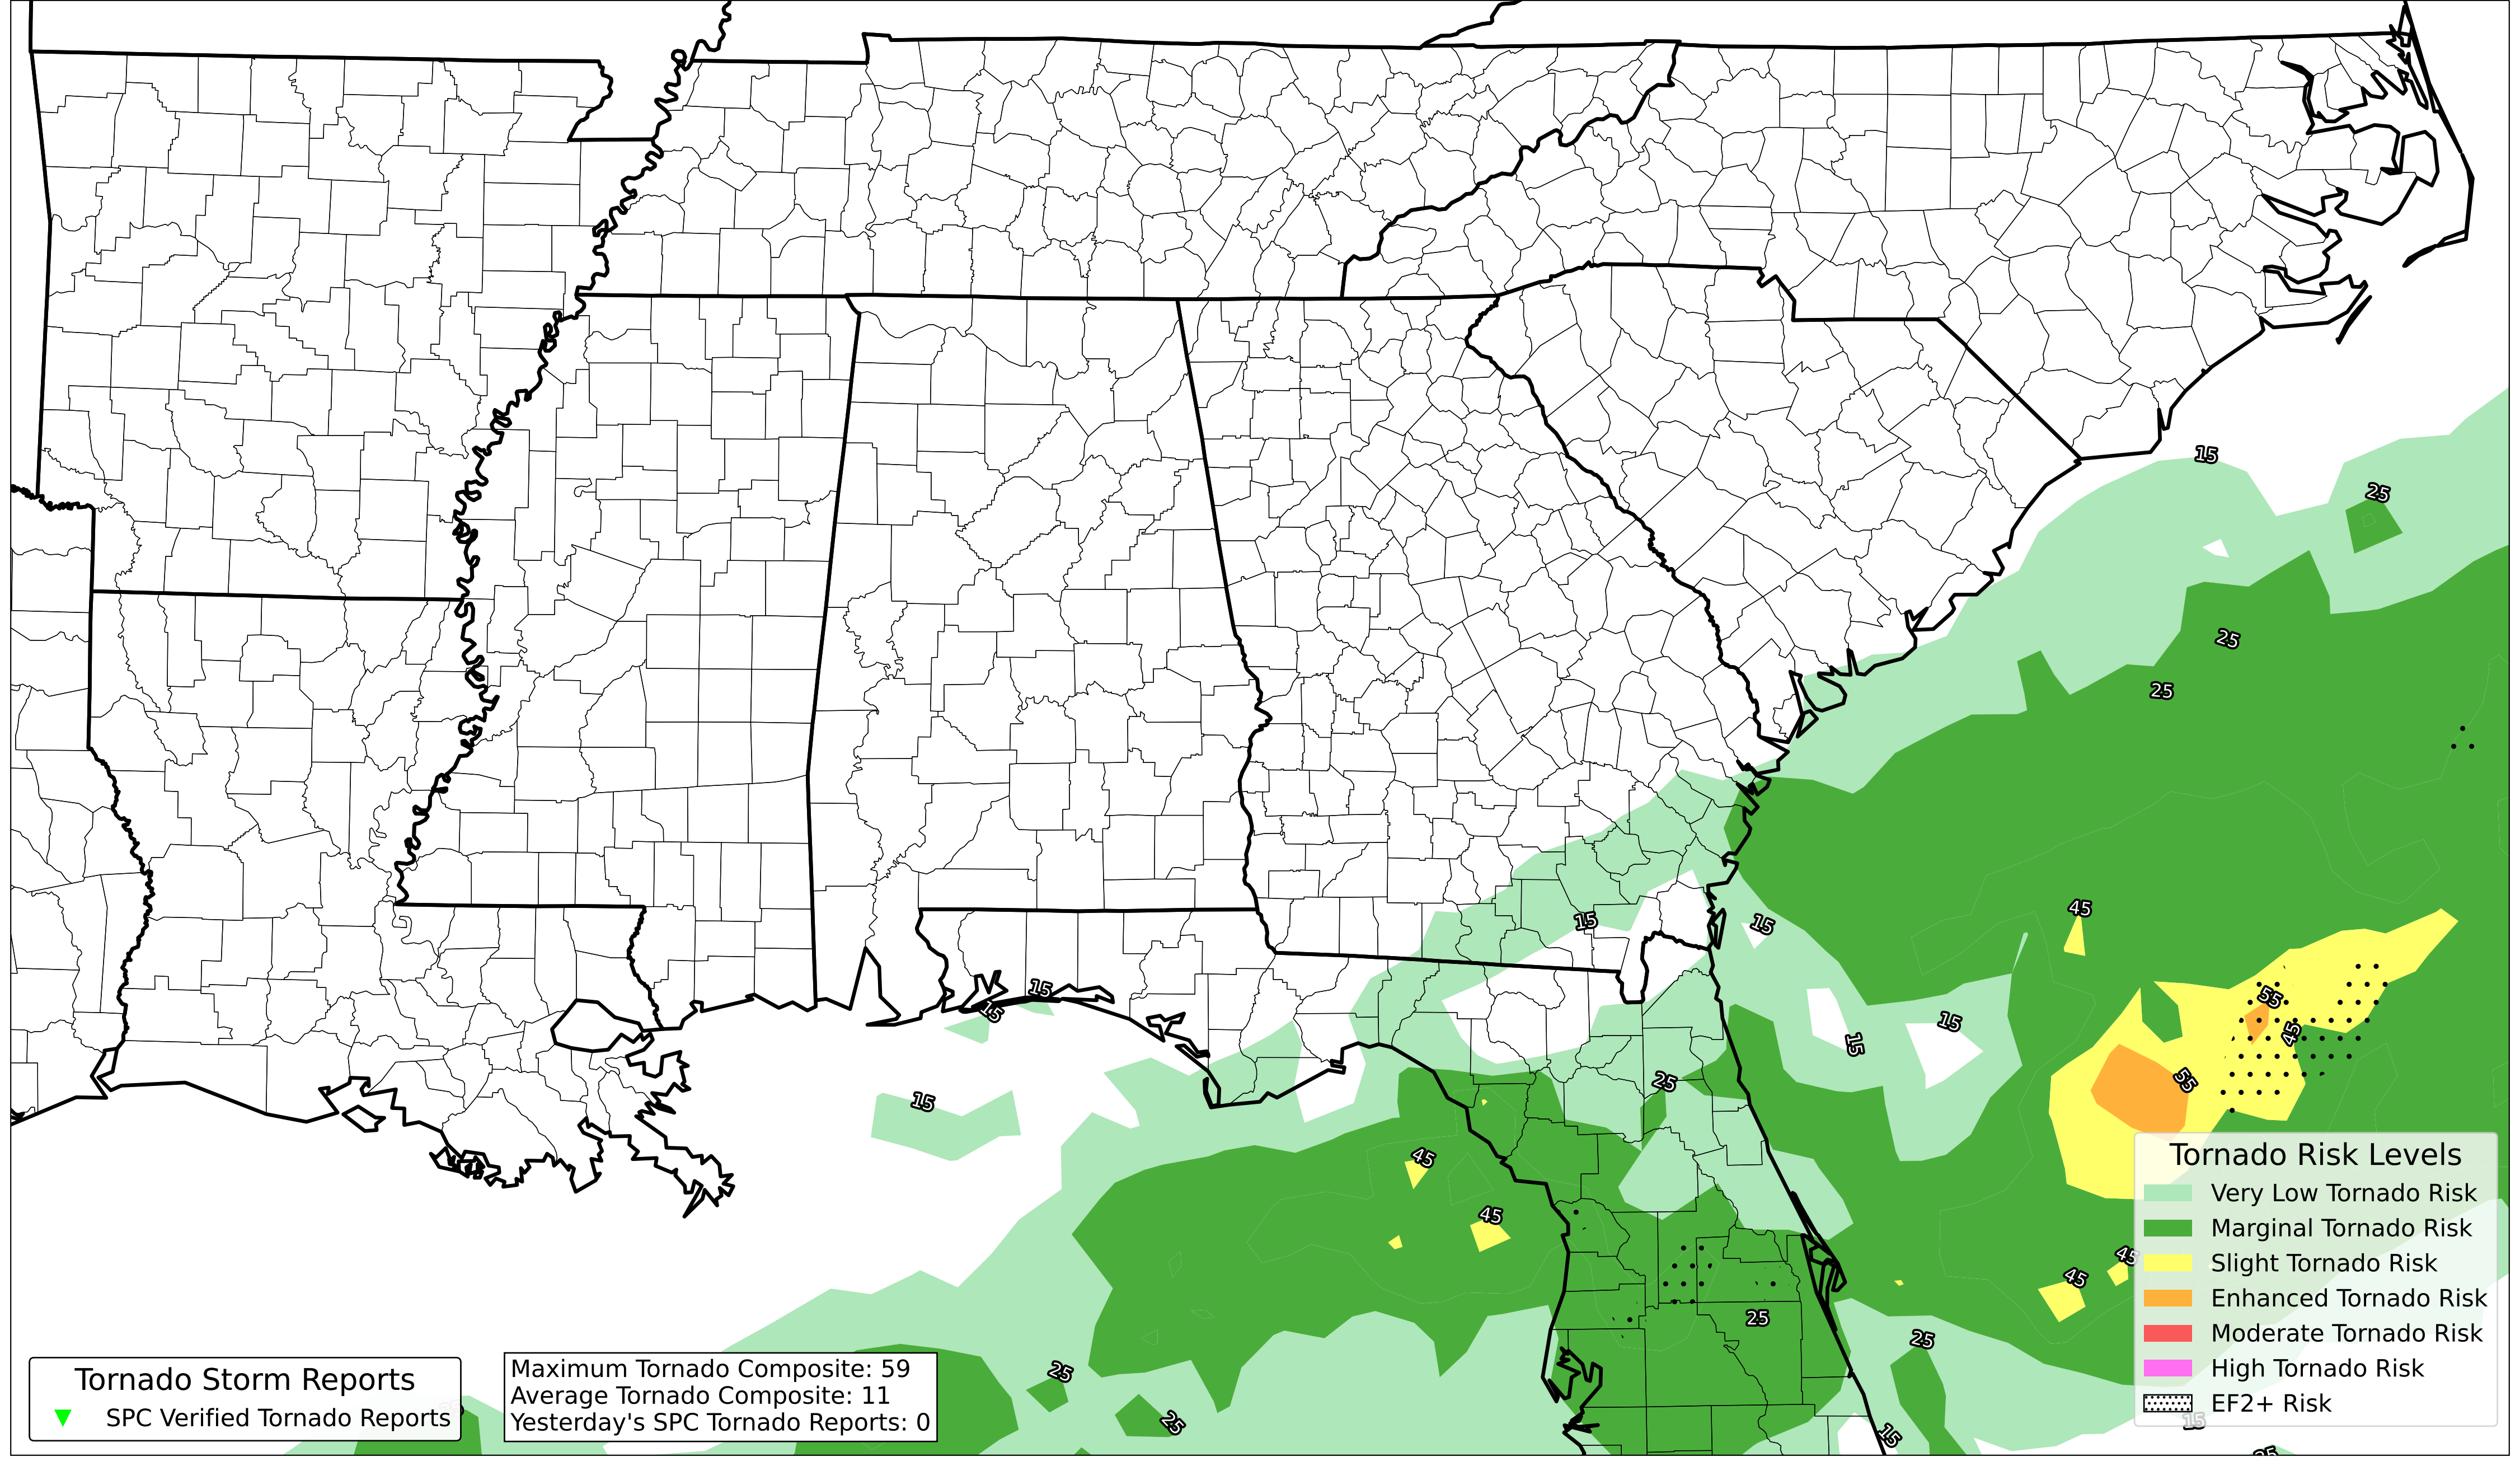 15
25
25
25
45
15
15
55
15
45
15
15
15
25
55
15
45
45
45
45
25
25
25
25
25
15
15
25
Tornado Risk Levels
Very Low Tornado Risk
Marginal Tornado Risk
Slight Tornado Risk
Enhanced Tornado Risk
Moderate Tornado Risk
High Tornado Risk
EF2+ Risk
Tornado Storm Reports
SPC Verified Tornado Reports
Maximum Tornado Composite: 59
Average Tornado Composite: 11
Yesterday's SPC Tornado Reports: 0